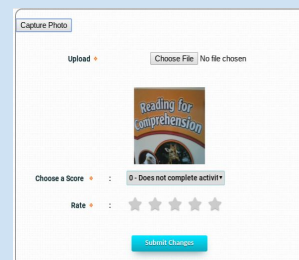 Capture Photo
Upload * Choose File No file chosen
Reading for
Comprehension
Choose a Score * : 0 - Does not complete activit
Rate * :
Submit Changes